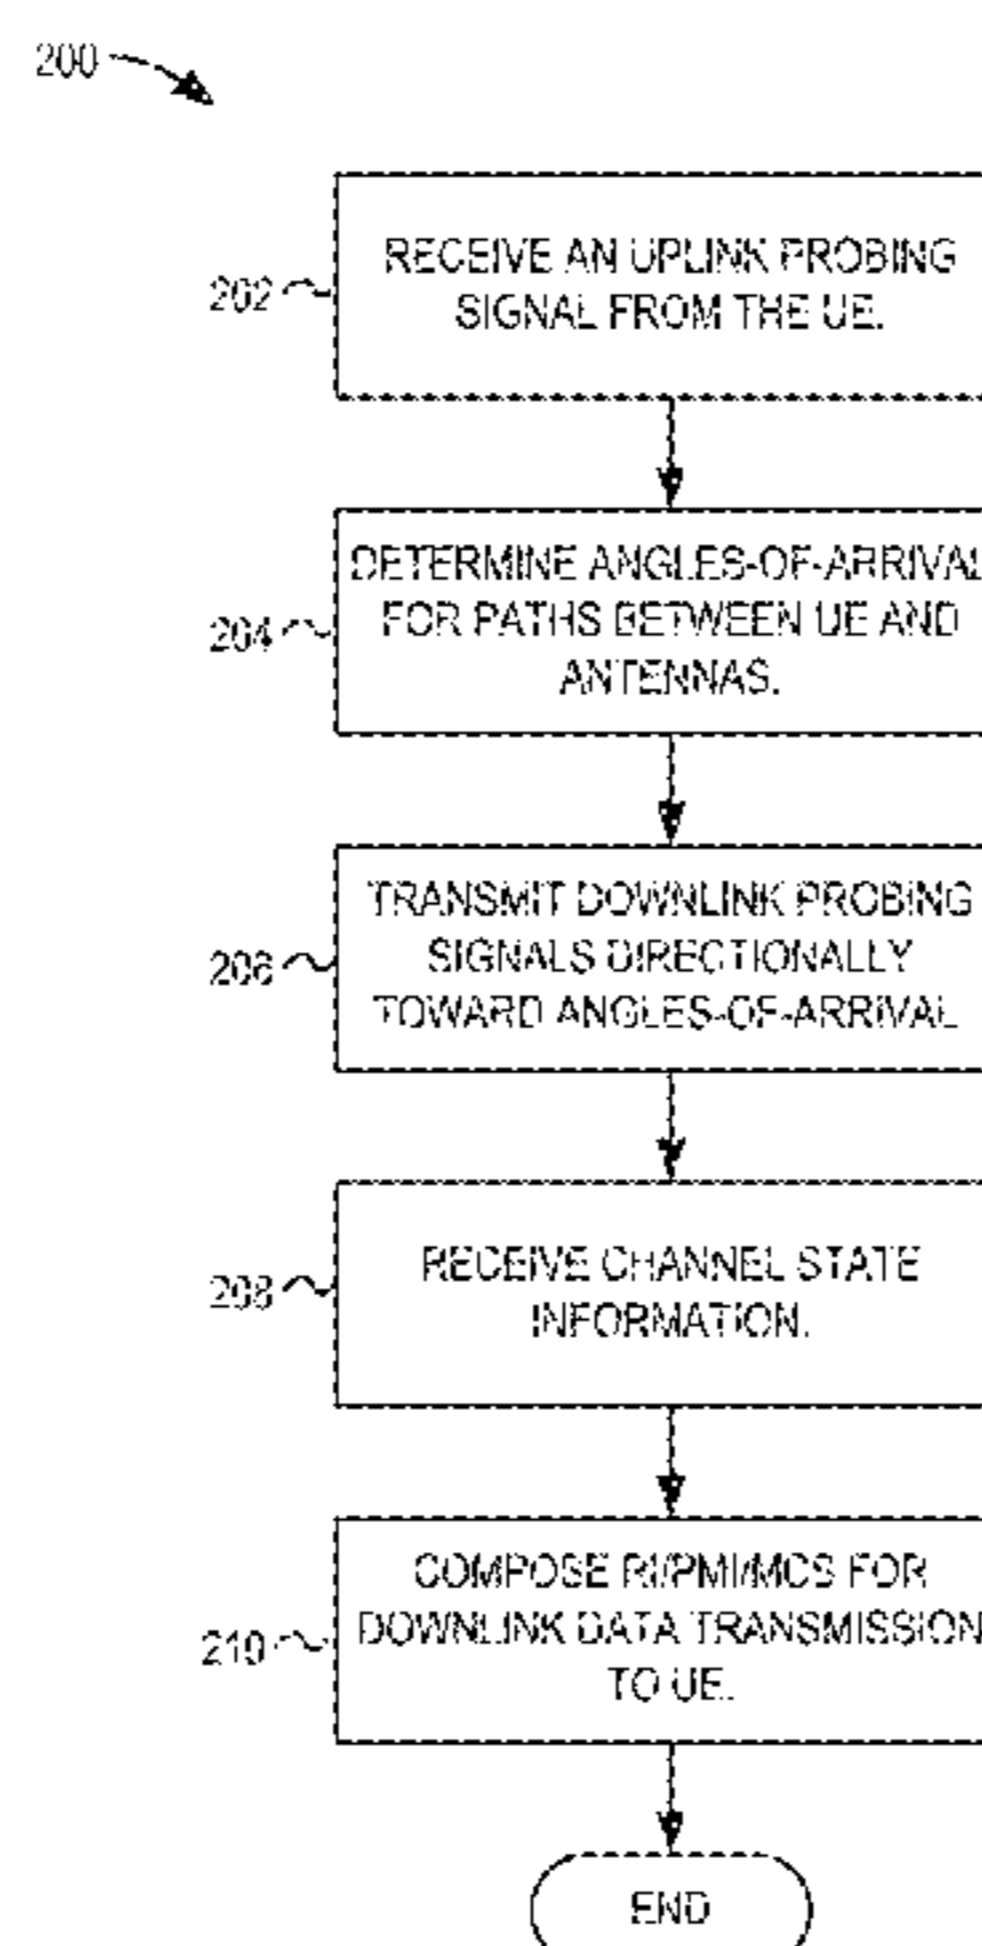 200
202
RECEIVE AN UPLINK PROBING
SIGNAL FROM THE UE.
204
DETERMINE ANGLES-OF-ARRIVAL
FOR PATHS BETWEEN UE AND
ANTENNAS.
206
TRANSMIT DOWNLINK PROBING
SIGNALS DIRECTIONALLY
TOWARD ANGLES-OF-ARRIVAL
208
RECEIVE CHANNEL STATE
INFORMATION.
210
COMPOSE RI/PMI/MCS FOR
DOWNLINK DATA TRANSMISSION
TO UE.
END